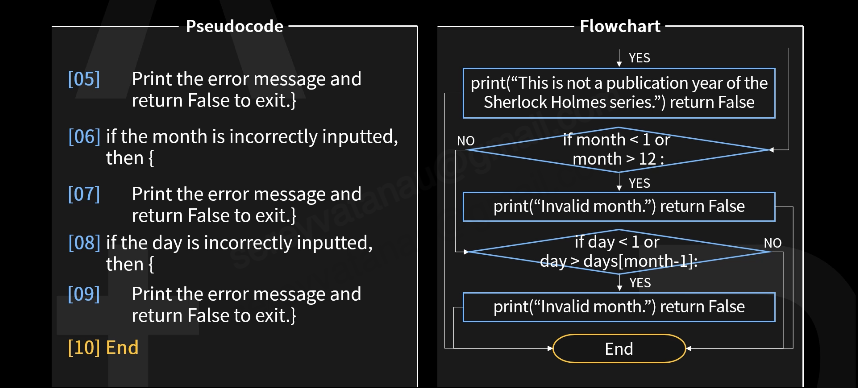 Pseudocode
[05] Print the error message and
return False to exit.}
[06] if the month is incorrectly inputted,
then {
[07] Print the error message and
return False to exit.}
[08] if the day is incorrectly inputted,
then {
[09] Print the error message and
return False to exit.}
[10] End
Flowchart
YES
print(“This is not a publication year of the
Sherlock Holmes series.”) return False
NO
if month < 1 or
month > 12 :
YES
print(“Invalid month.”) return False
if day < 1 or
day > days[month-1]:
NO
YES
print(“Invalid month.”) return False
End